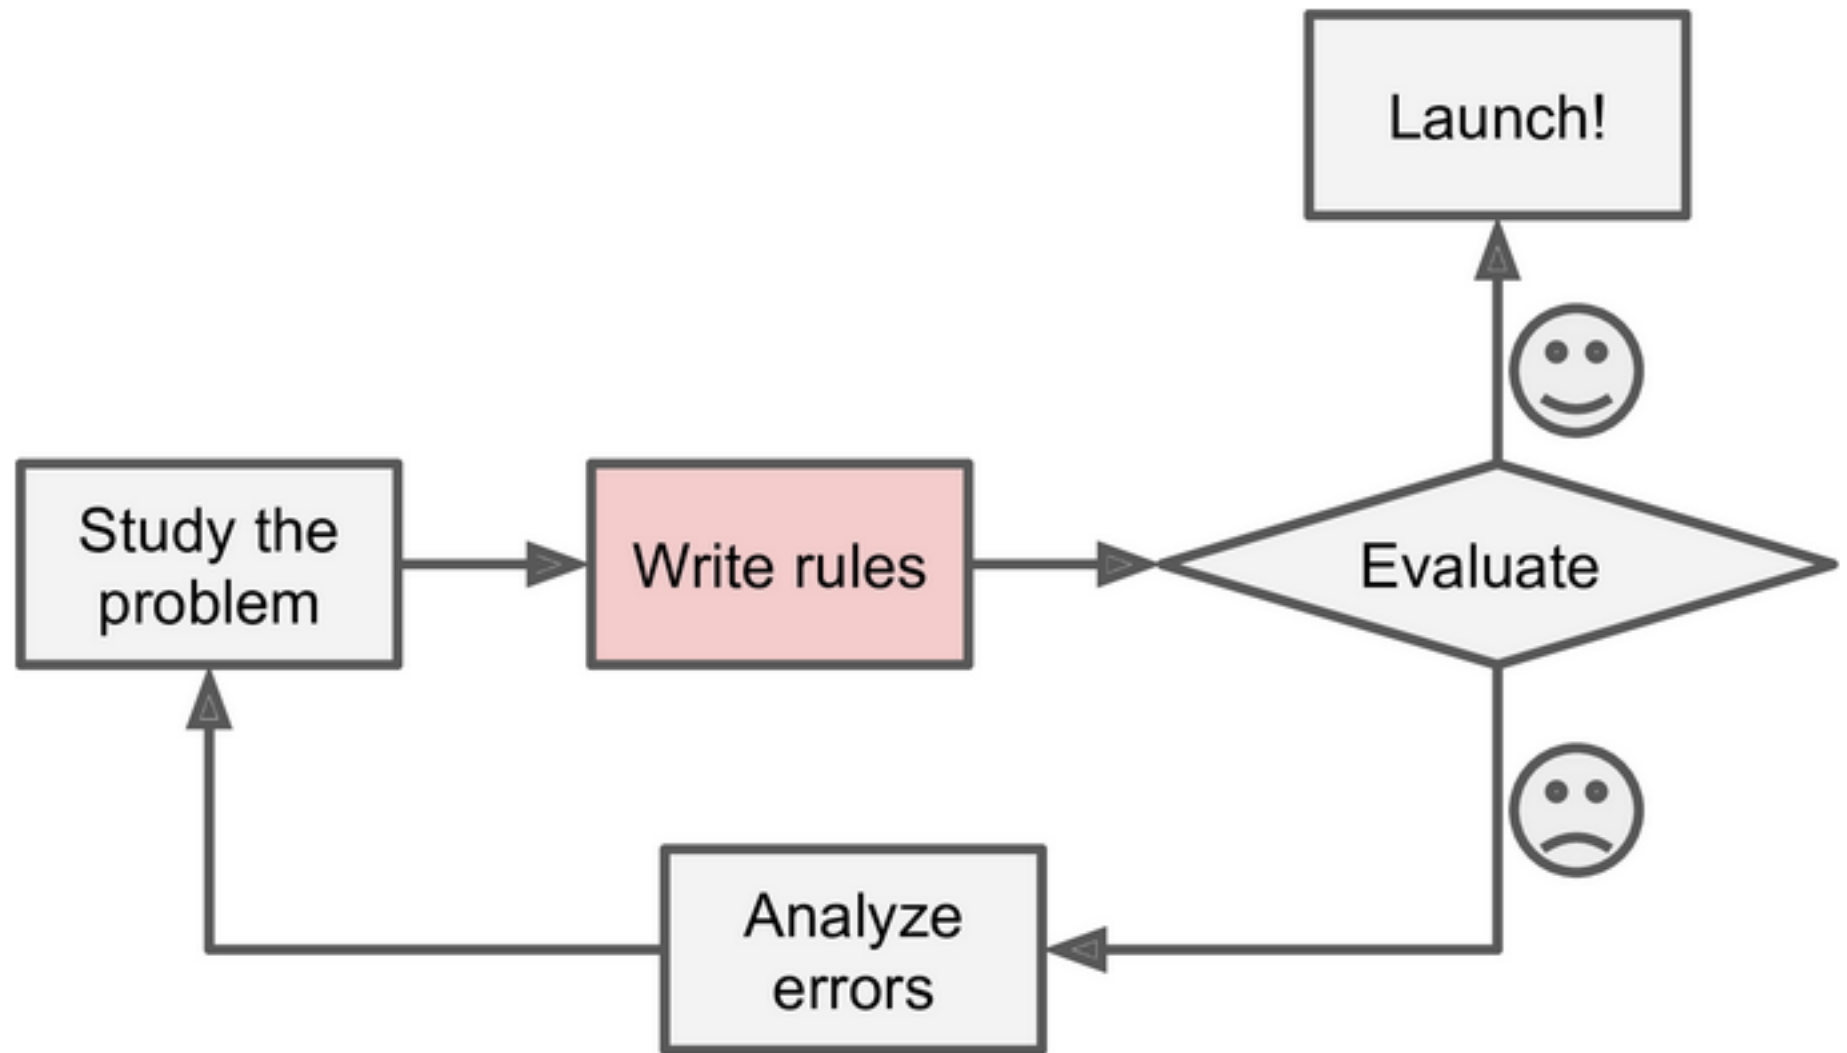 Launch!
Study the
problem
Write rules
Evaluate
Analyze
errors